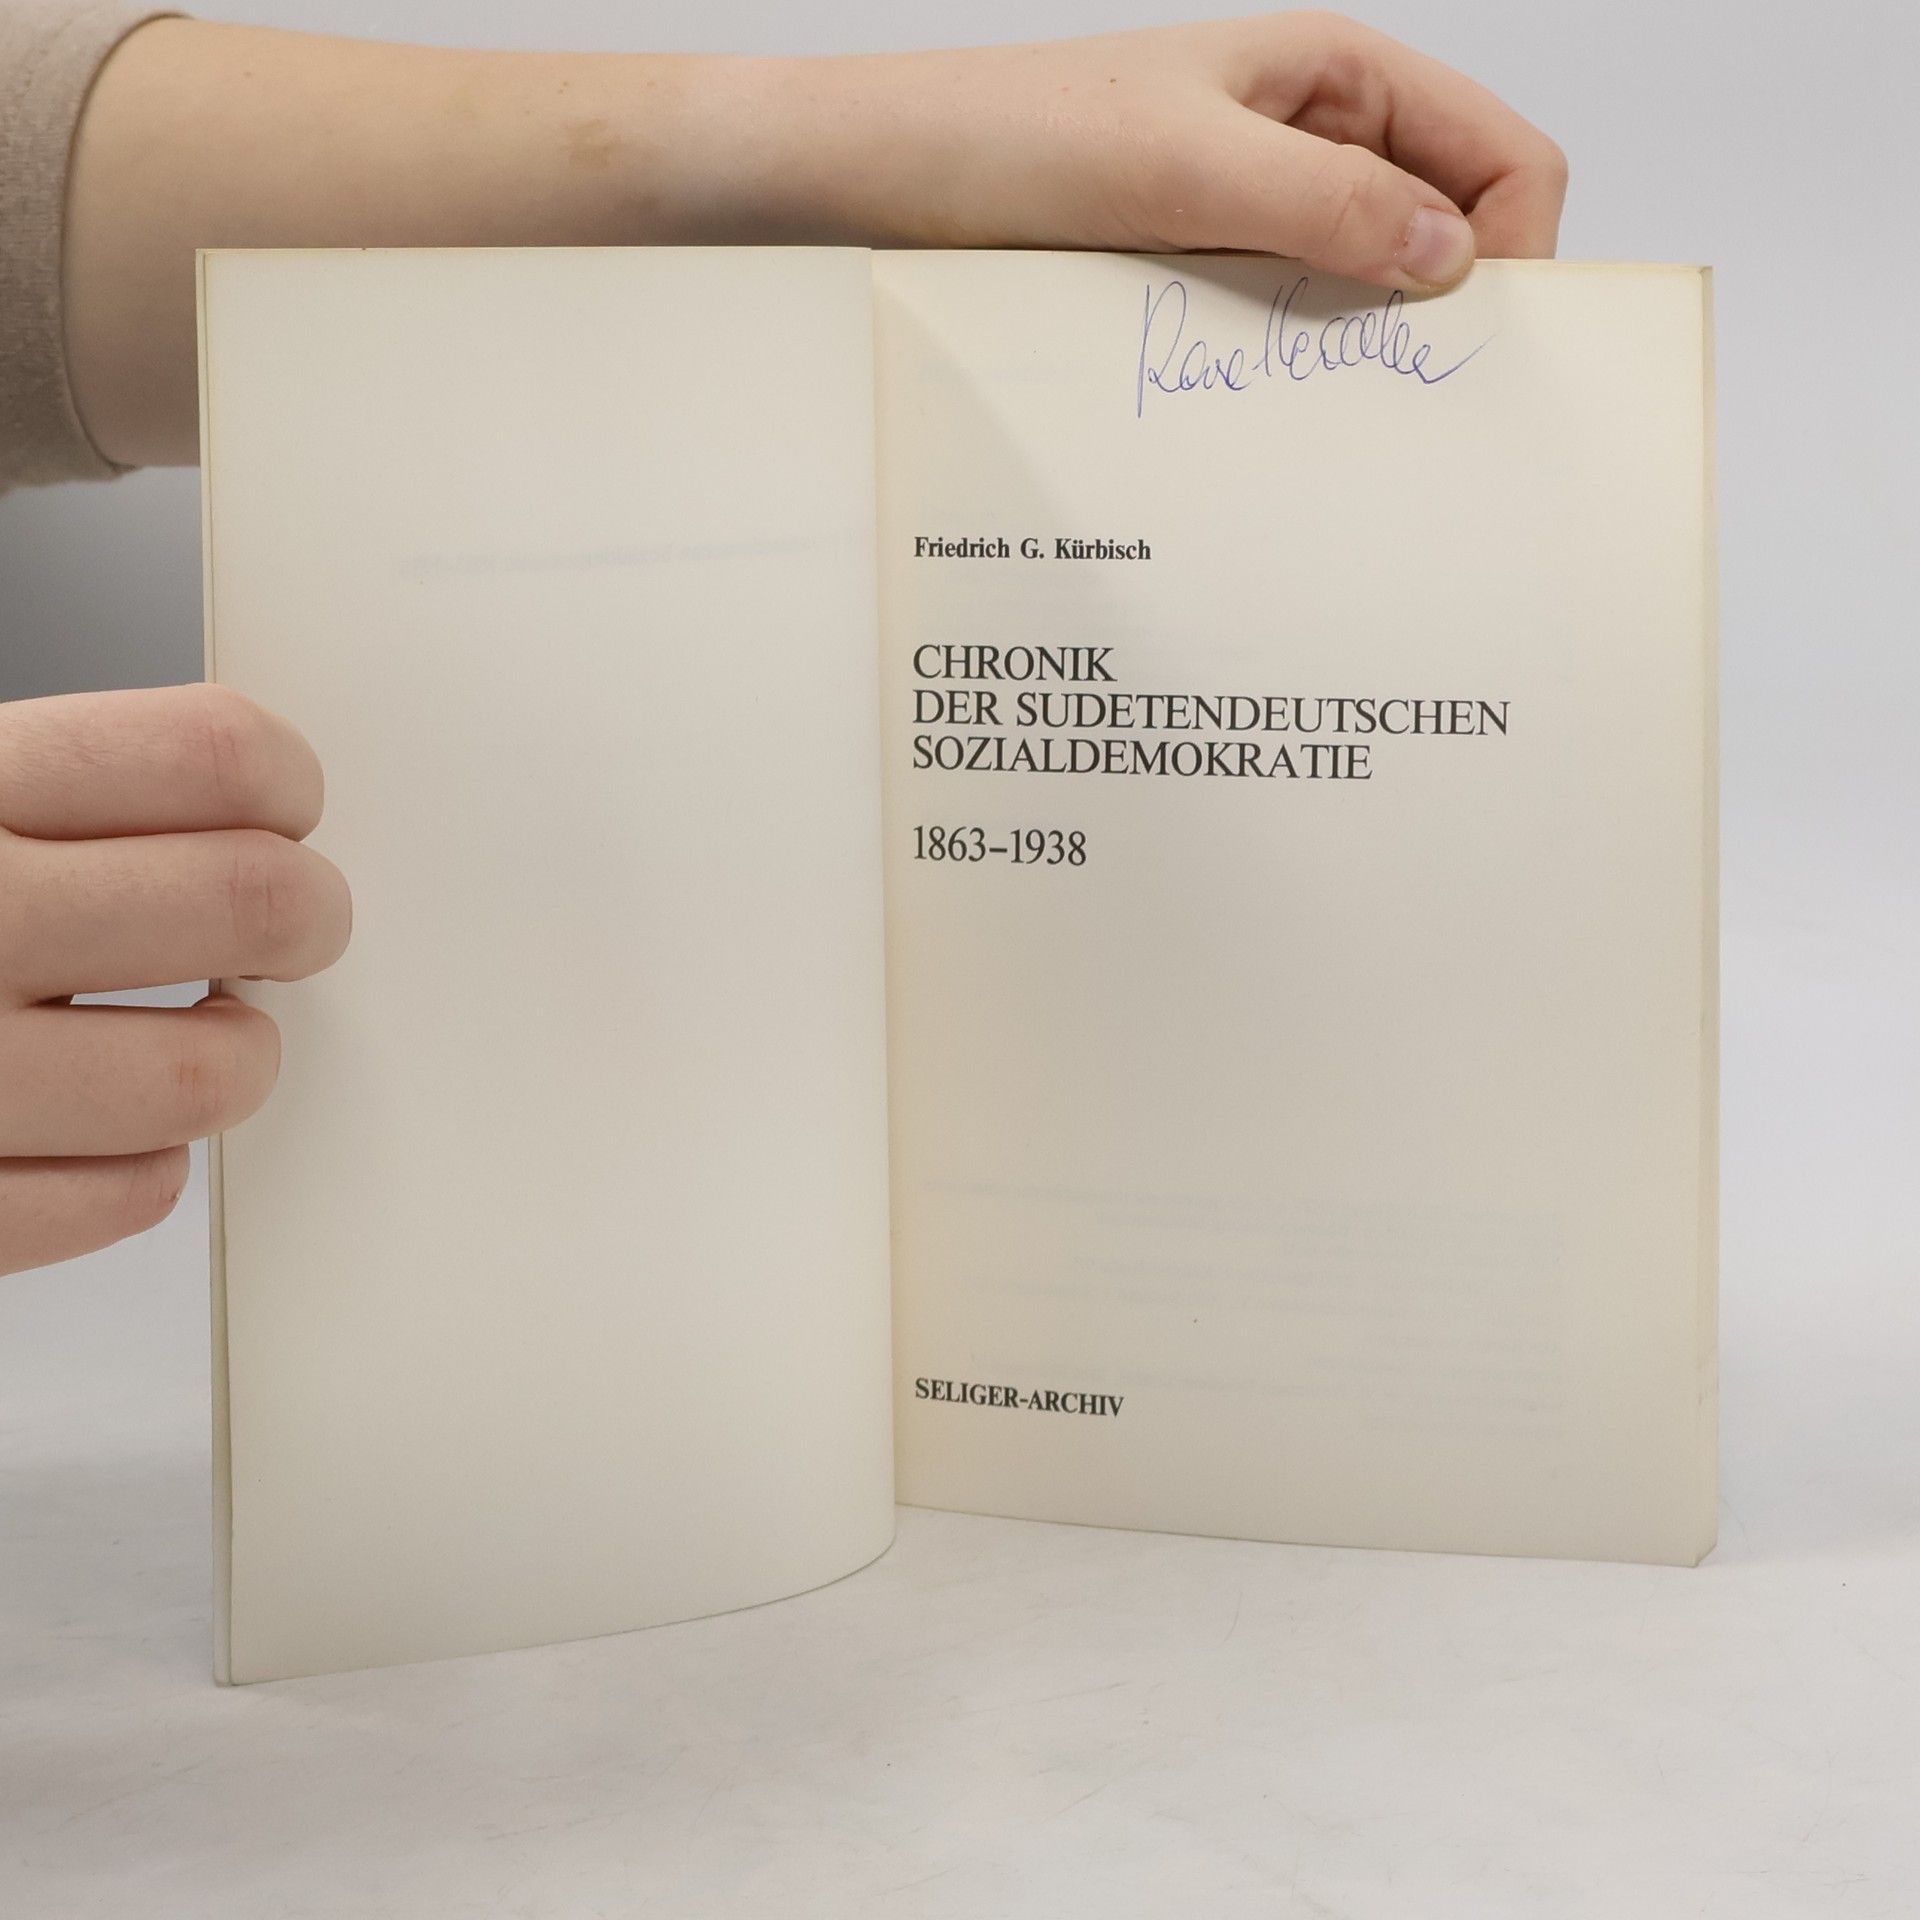 Friedrich G. Kürbisch
CHRONIK
DER SUDETENDEUTSCHEN
SOZIALDEMOKRATIE
1863–1938
SELIGER-ARCHIV